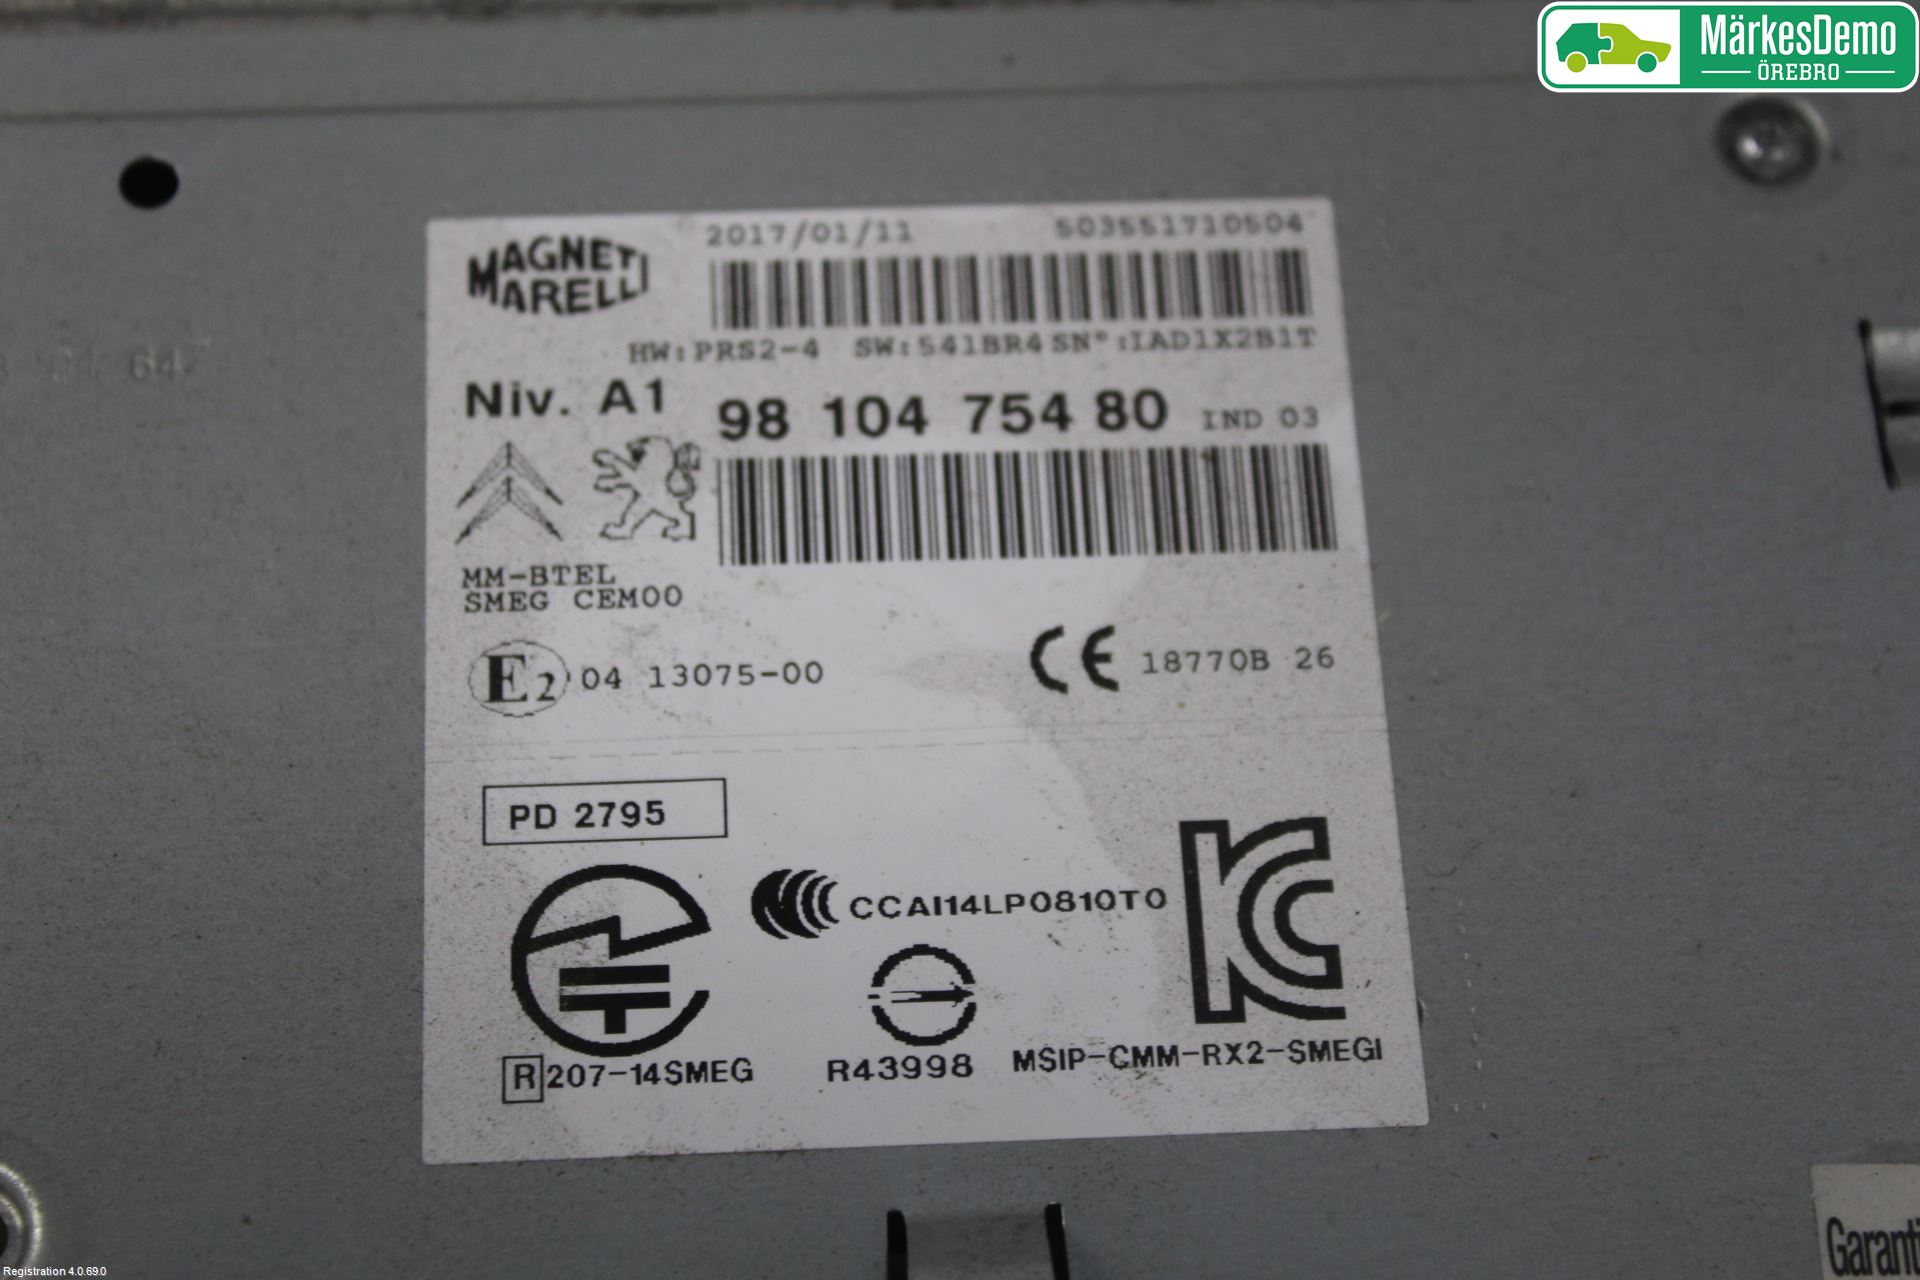 MärkesDemo
ÖREBRO
MAGNETI
MARELLI
2017/01/11 503551710504
HW:PRS2-4 SW:541BR4 SN°:IAD1X2B1T
Niv. A1
98 104 754 80 IND 03
MM-BTEL
SMEG CEM00
E2 04 13075-00
CE 18770B 26
PD 2795
CCAI14LP0810T0
R 207-14SMEG
R43998
MSIP-CMM-RX2-SMEGI
Garanti
Registration 4.0.69.0